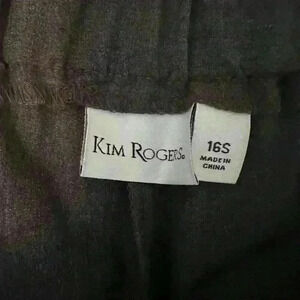 KIM ROGERS.
16S
MADE IN
CHINA